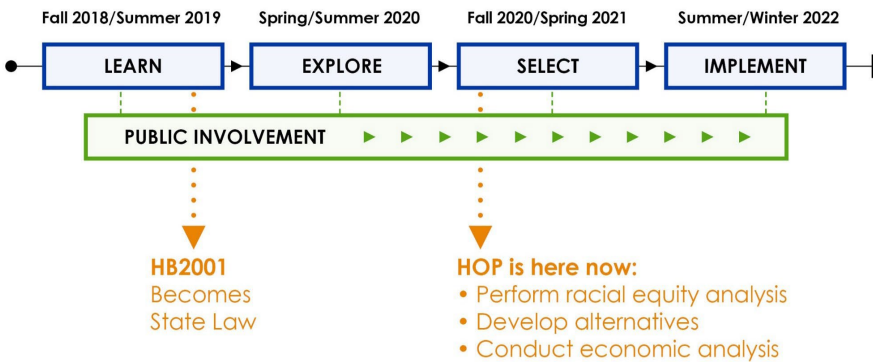 Fall 2018/Summer 2019
Spring/Summer 2020
Fall 2020/Spring 2021
Summer/Winter 2022
LEARN
EXPLORE
SELECT
IMPLEMENT
PUBLIC INVOLVEMENT
HB2001
Becomes
State Law
HOP is here now:
• Perform racial equity analysis
• Develop alternatives
• Conduct economic analysis